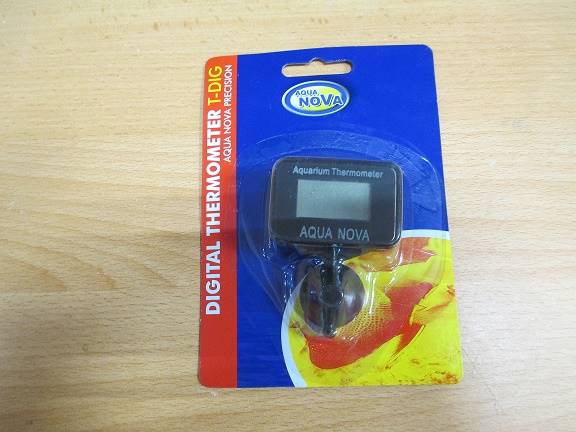 AQUA
NOVA
DIGITAL THERMOMETER T-DIG
AQUA NOVA PRECISION
Aquarium Thermometer
AQUA NOVA